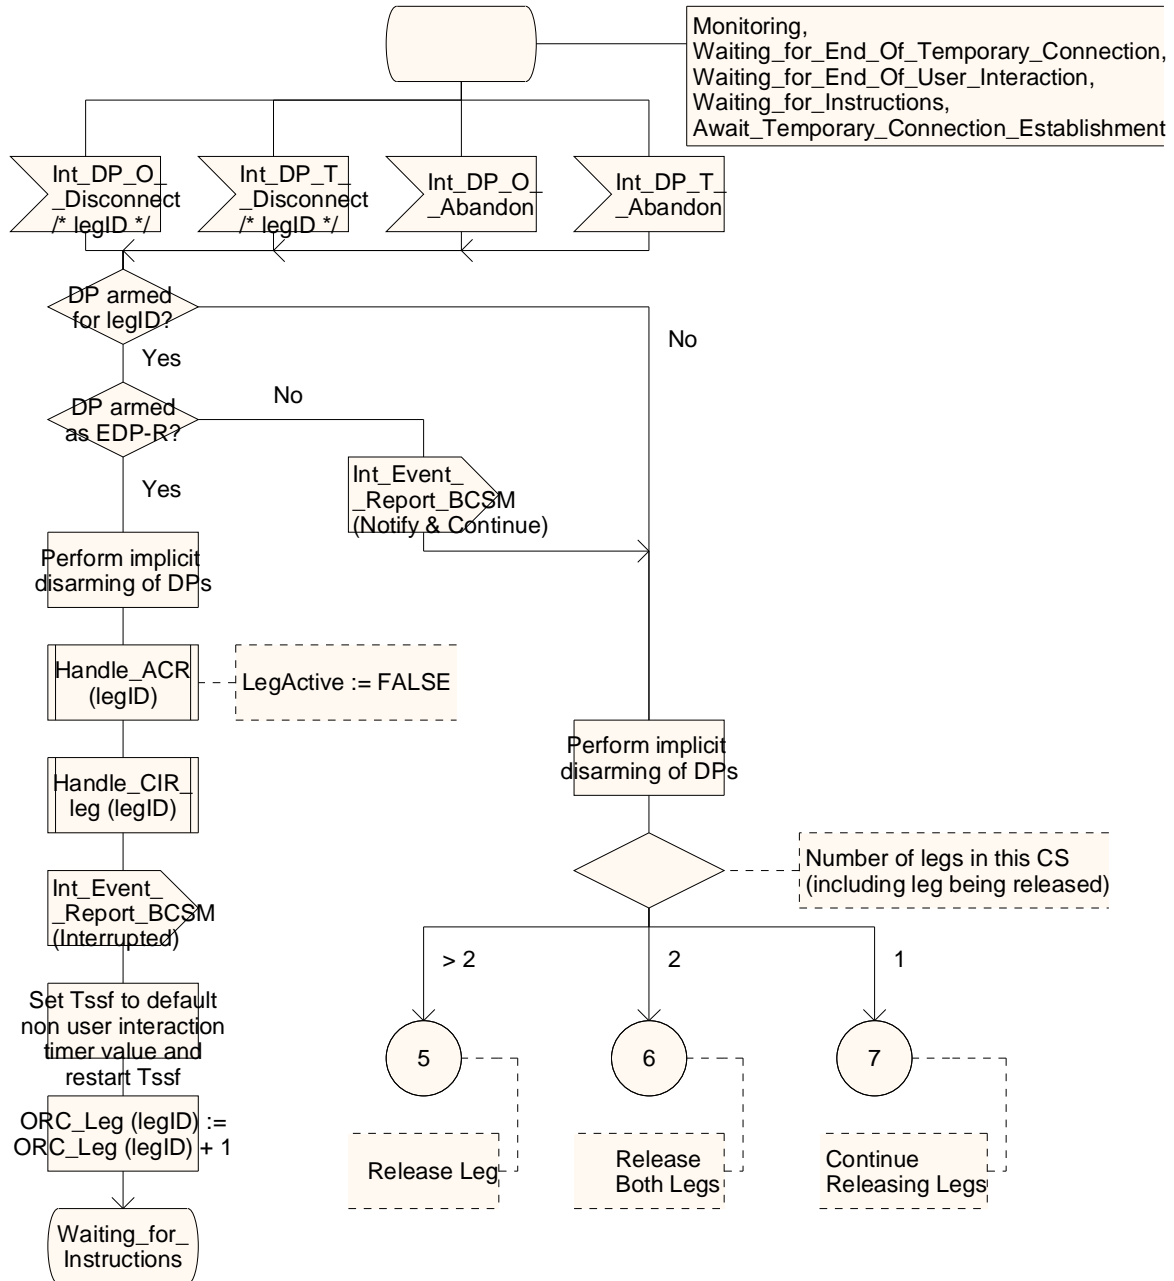 Monitoring,
Waiting_for_End_Of_Temporary_Connection,
Waiting_for_End_Of_User_Interaction,
Waiting_for_Instructions,
Await_Temporary_Connection_Establishment
Int_DP_O_
_Disconnect
/* legID */
Int_DP_T_
_Disconnect
/* legID */
Int_DP_O_
_Abandon
Int_DP_T_
_Abandon
DP armed
for legID?
No
Yes
DP armed
as EDP-R?
No
Yes
Int_Event_
_Report_BCSM
(Notify & Continue)
Perform implicit
disarming of DPs
Handle_ACR
(legID)
LegActive := FALSE
Perform implicit
disarming of DPs
Handle_CIR_
leg (legID)
Number of legs in this CS
(including leg being released)
Int_Event_
_Report_BCSM
(Interrupted)
> 2
2
1
Set Tssf to default
non user interaction
timer value and
restart Tssf
5
6
7
ORC_Leg (legID) :=
ORC_Leg (legID) + 1
Release Leg
Release
Both Legs
Continue
Releasing Legs
Waiting_for_
Instructions